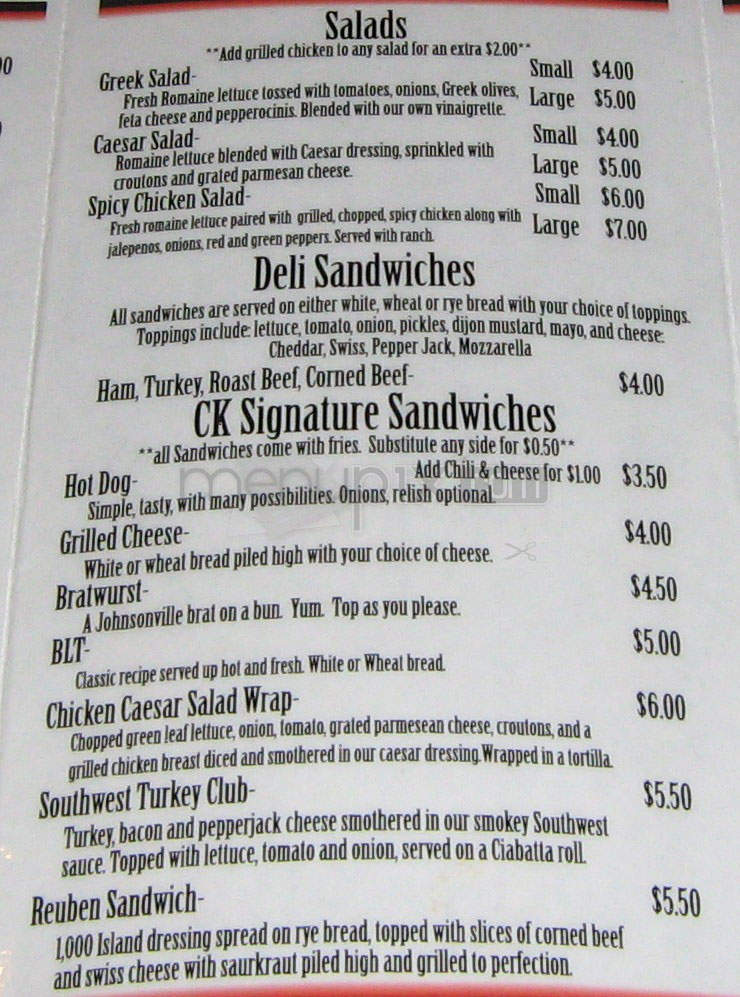 Salads
**Add grilled chicken to any salad for an extra $2.00**
Greek Salad- Small $4.00
Fresh Romaine lettuce tossed with tomatoes, onions, Greek olives, Large $5.00
feta cheese and pepperocinis. Blended with our own vinaigrette.
Caesar Salad- Small $4.00
Romaine lettuce blended with Caesar dressing, sprinkled with Large $5.00
croutons and grated parmesan cheese.
Spicy Chicken Salad- Small $6.00
Fresh romaine lettuce paired with grilled, chopped, spicy chicken along with Large $7.00
jalepenos, onions, red and green peppers. Served with ranch.
Deli Sandwiches
All sandwiches are served on either white, wheat or rye bread with your choice of toppings.
Toppings include: lettuce, tomato, onion, pickles, dijon mustard, mayo, and cheese:
Cheddar, Swiss, Pepper Jack, Mozzarella
Ham, Turkey, Roast Beef, Corned Beef- $4.00
CK Signature Sandwiches
**all Sandwiches come with fries. Substitute any side for $0.50**
Hot Dog- Add Chili & cheese for $1.00 $3.50
Simple, tasty, with many possibilities. Onions, relish optional.
Grilled Cheese- $4.00
White or wheat bread piled high with your choice of cheese.
Bratwurst- $4.50
A Johnsonville brat on a bun. Yum. Top as you please.
BLT- $5.00
Classic recipe served up hot and fresh. White or Wheat bread.
Chicken Caesar Salad Wrap- $6.00
Chopped green leaf lettuce, onion, tomato, grated parmesean cheese, croutons, and a
grilled chicken breast diced and smothered in our caesar dressing. Wrapped in a tortilla.
Southwest Turkey Club- $5.50
Turkey, bacon and pepperjack cheese smothered in our smokey Southwest
sauce. Topped with lettuce, tomato and onion, served on a Ciabatta roll.
Reuben Sandwich- $5.50
1,000 Island dressing spread on rye bread, topped with slices of corned beef
and swiss cheese with saurkraut piled high and grilled to perfection.